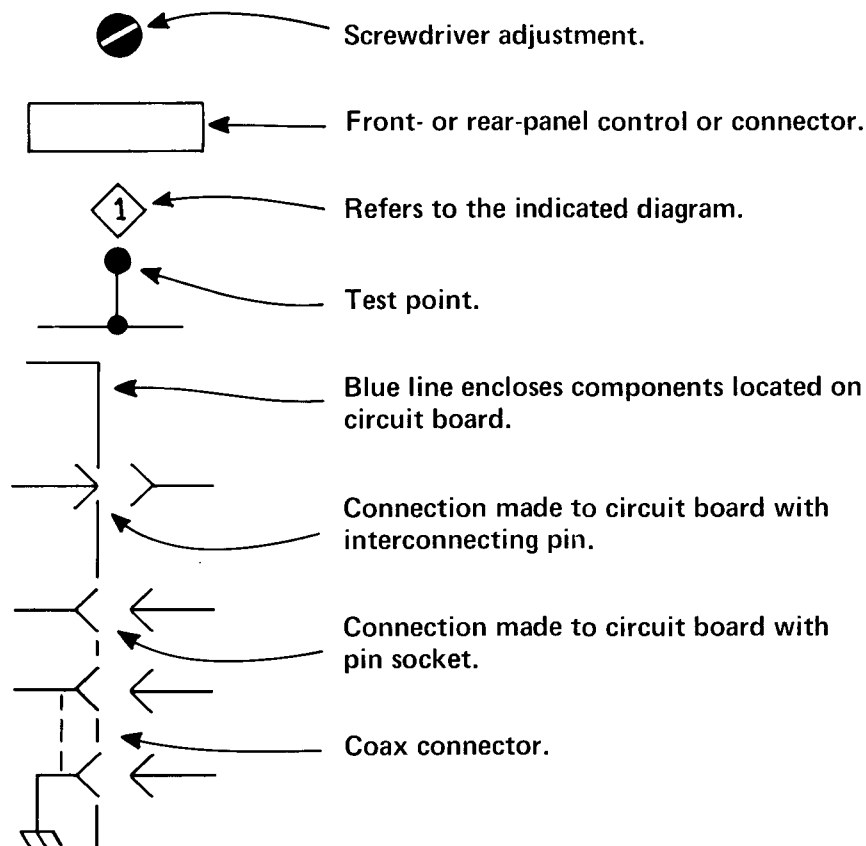 Screwdriver adjustment.
Front- or rear-panel control or connector.
1
Refers to the indicated diagram.
Test point.
Blue line encloses components located on
circuit board.
Connection made to circuit board with
interconnecting pin.
Connection made to circuit board with
pin socket.
Coax connector.